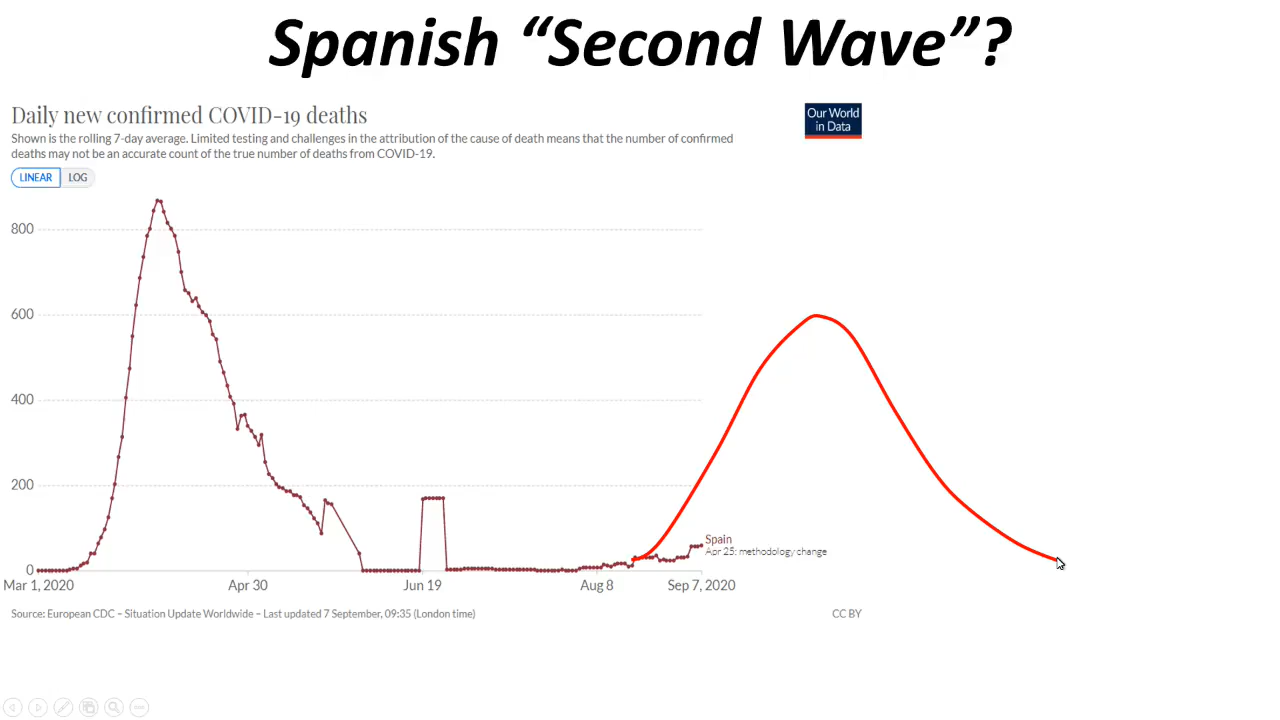 Spanish “Second Wave”?
Daily new confirmed COVID-19 deaths
Our World
in Data
Shown is the rolling 7-day average. Limited testing and challenges in the attribution of the cause of death means that the number of confirmed
deaths may not be an accurate count of the true number of deaths from COVID-19.
LINEAR LOG
800
600
400
200
0
Spain
Apr 25: methodology change
Mar 1, 2020 Apr 30 Jun 19 Aug 8 Sep 7, 2020
Source: European CDC – Situation Update Worldwide – Last updated 7 September, 09:35 (London time) CC BY